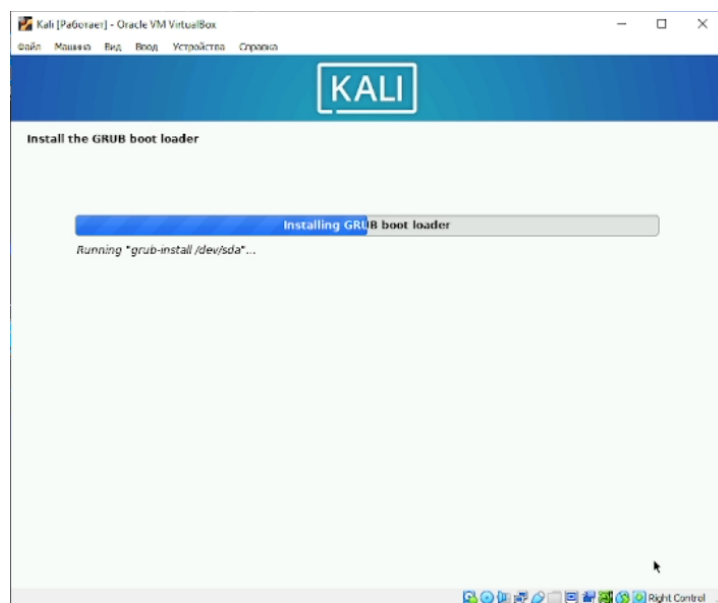 Kali [Работает] - Oracle VM VirtualBox
Файл Машина Вид Ввод Устройства Справка
KALI
Install the GRUB boot loader
Installing GRUB boot loader
Running "grub-install /dev/sda"...
Right Control